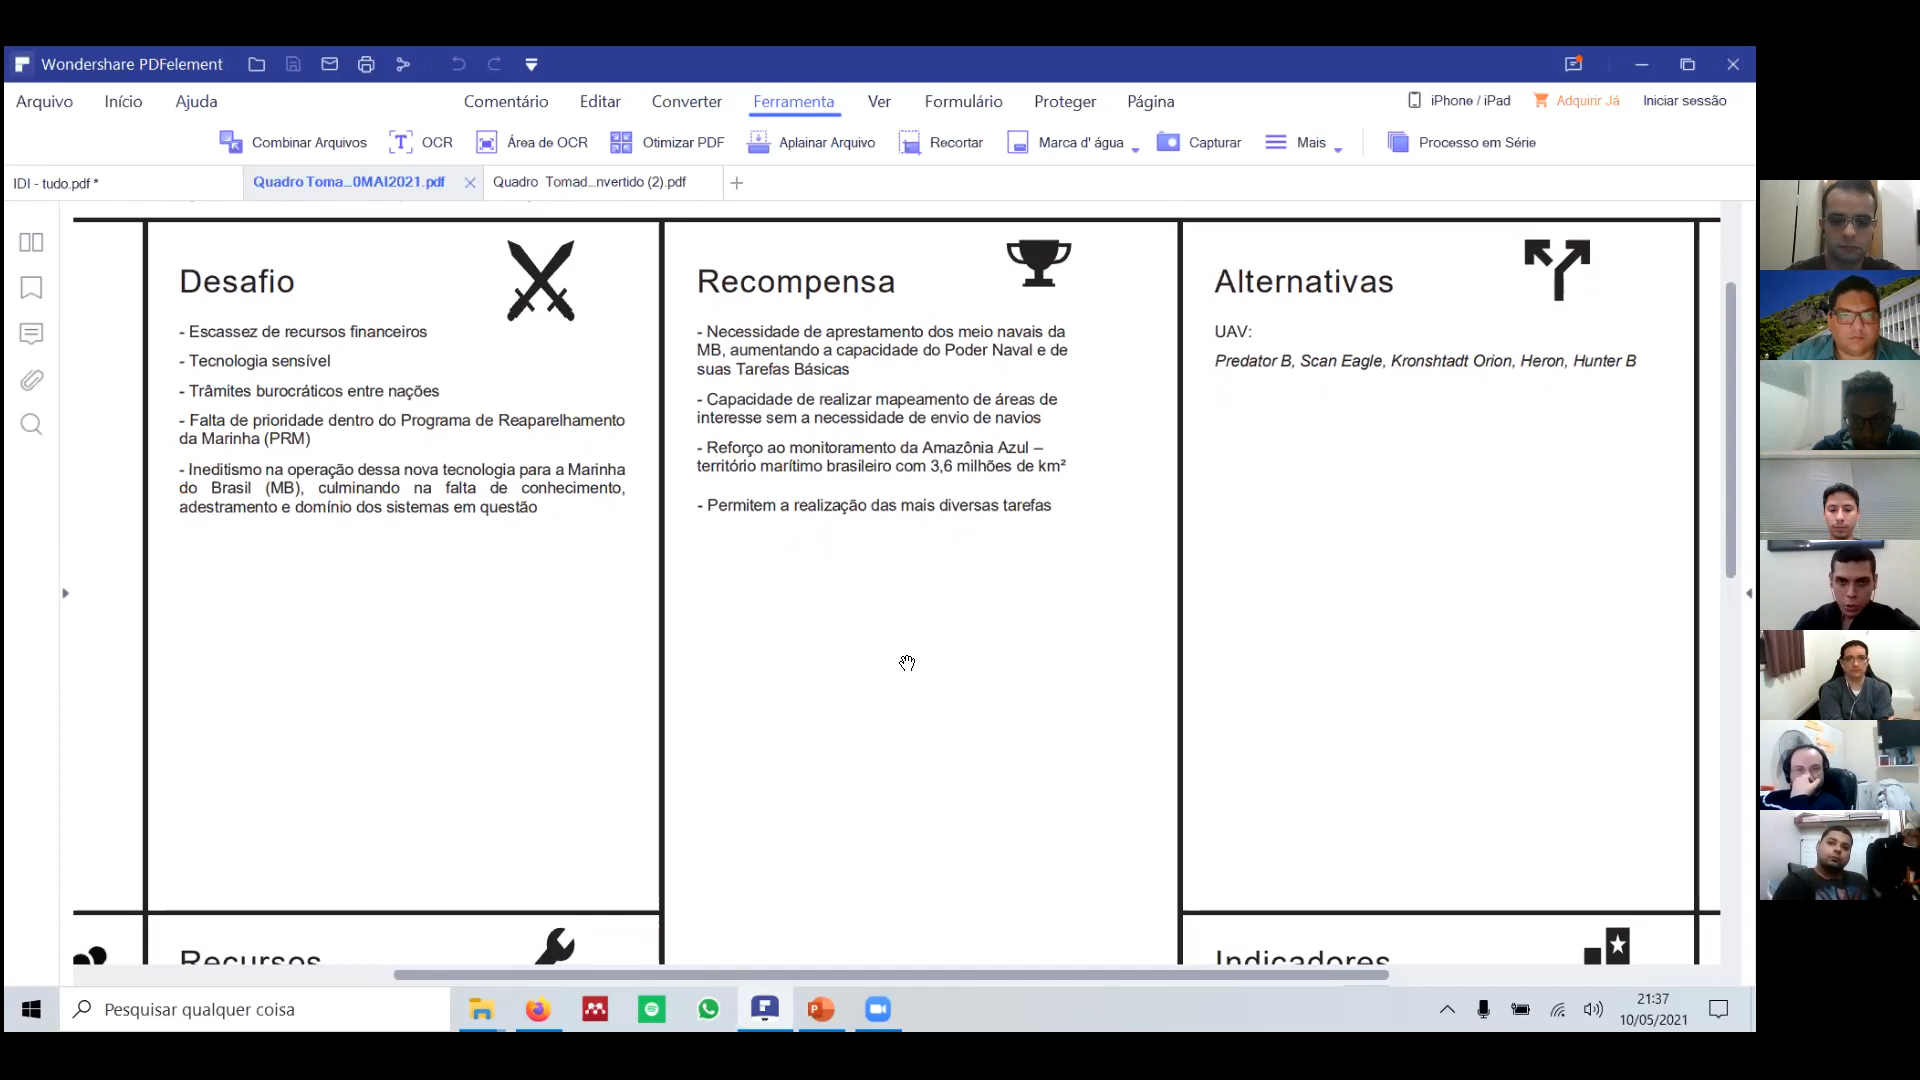 Wondershare PDFelement
Arquivo Início Ajuda Comentário Editar Converter Ferramenta Ver Formulário Proteger Página iPhone / iPad Adquirir Já Iniciar sessão
Combinar Arquivos OCR Área de OCR Otimizar PDF Aplainar Arquivo Recortar Marca d' água Capturar Mais Processo em Série
IDI - tudo.pdf * Quadro Toma...0MAI2021.pdf Quadro Tomad...nvertido (2).pdf
Desafio
- Escassez de recursos financeiros
- Tecnologia sensível
- Trâmites burocráticos entre nações
- Falta de prioridade dentro do Programa de Reaparelhamento
da Marinha (PRM)
- Ineditismo na operação dessa nova tecnologia para a Marinha
do Brasil (MB), culminando na falta de conhecimento,
adestramento e domínio dos sistemas em questão
Recompensa
- Necessidade de aprestamento dos meio navais da
MB, aumentando a capacidade do Poder Naval e de
suas Tarefas Básicas
- Capacidade de realizar mapeamento de áreas de
interesse sem a necessidade de envio de navios
- Reforço ao monitoramento da Amazônia Azul –
território marítimo brasileiro com 3,6 milhões de km²
- Permitem a realização das mais diversas tarefas
Alternativas
UAV:
Predator B, Scan Eagle, Kronshtadt Orion, Heron, Hunter B
Recursos
Indicadores
Pesquisar qualquer coisa
21:37
10/05/2021